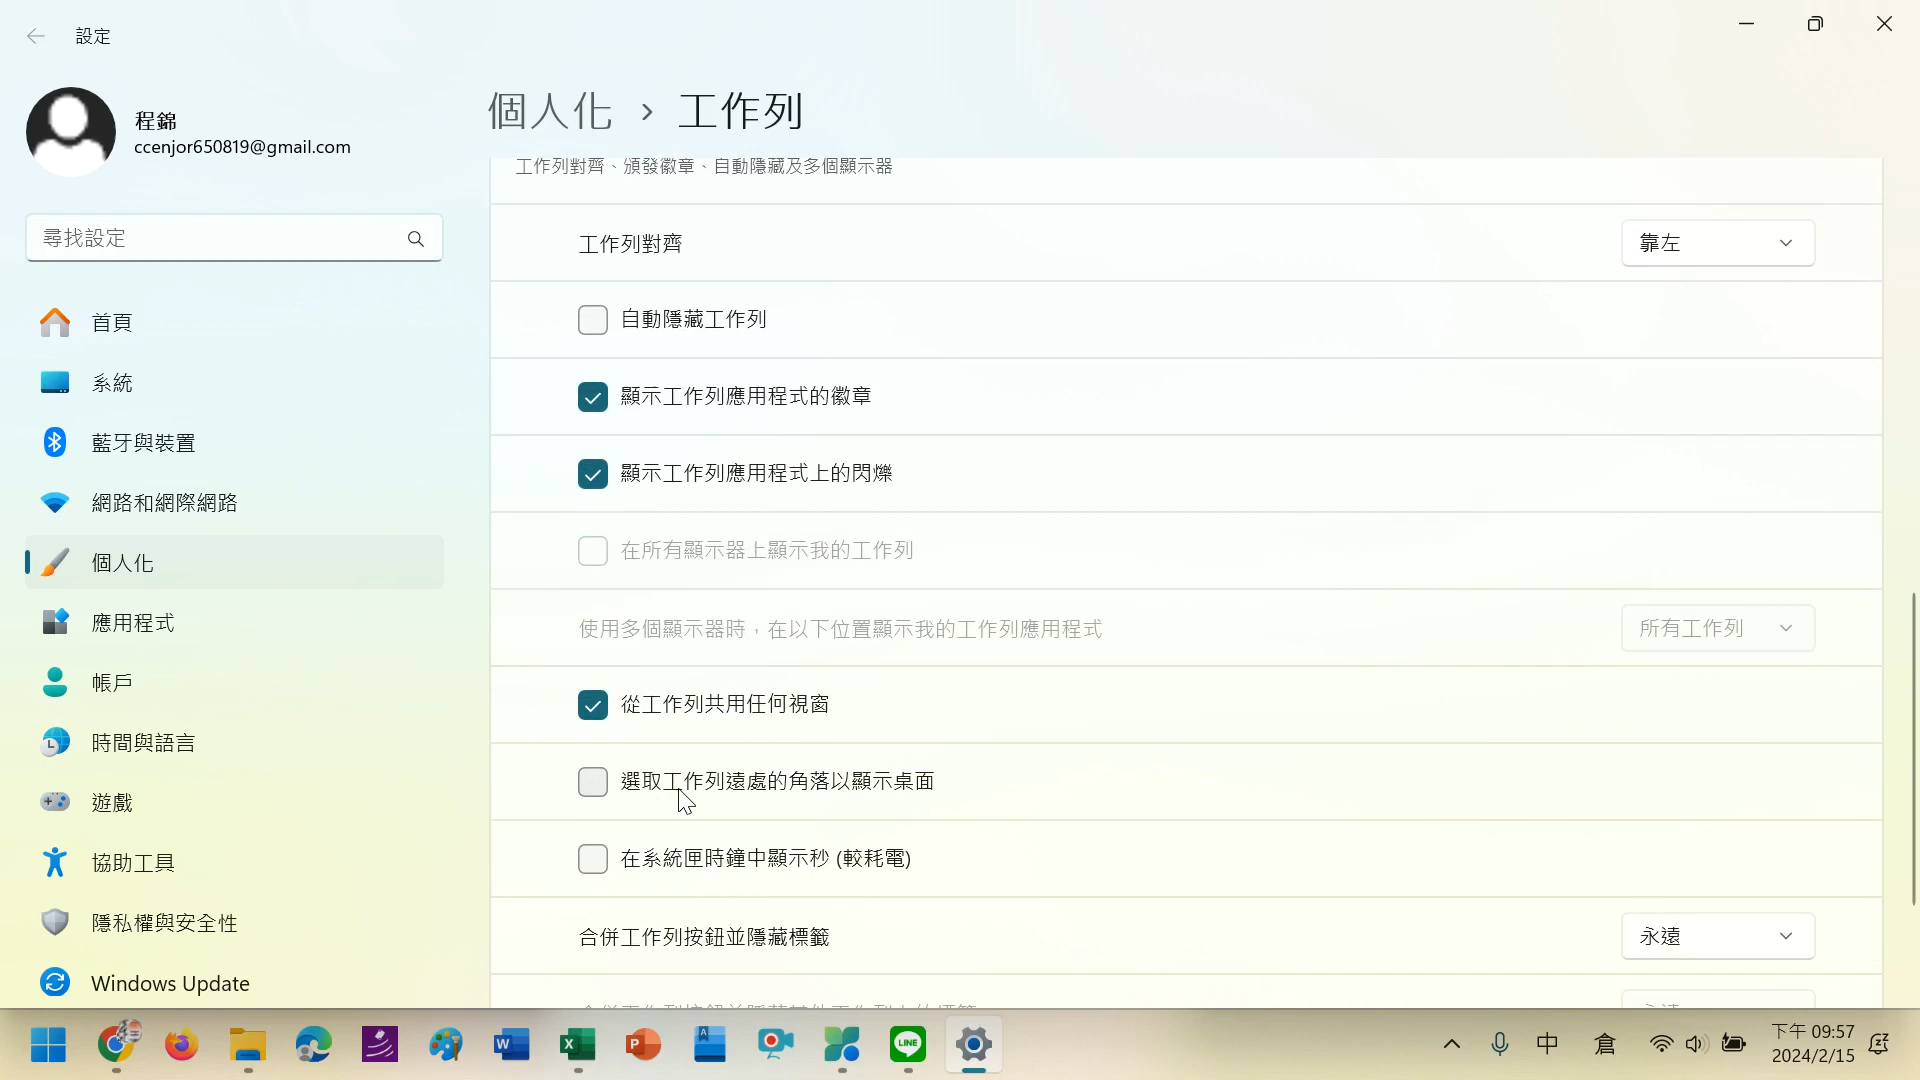 設定
程錦
ccenjor650819@gmail.com
尋找設定
首頁
系統
藍牙與裝置
網路和網際網路
個人化
應用程式
帳戶
時間與語言
遊戲
協助工具
隱私權與安全性
Windows Update
個人化 › 工作列
工作列對齊、頒發徽章、自動隱藏及多個顯示器
工作列對齊
靠左
自動隱藏工作列
顯示工作列應用程式的徽章
顯示工作列應用程式上的閃爍
在所有顯示器上顯示我的工作列
使用多個顯示器時，在以下位置顯示我的工作列應用程式
所有工作列
從工作列共用任何視窗
選取工作列遠處的角落以顯示桌面
在系統匣時鐘中顯示秒 (較耗電)
合併工作列按鈕並隱藏標籤
永遠
LINE
中
倉
下午 09:57
2024/2/15